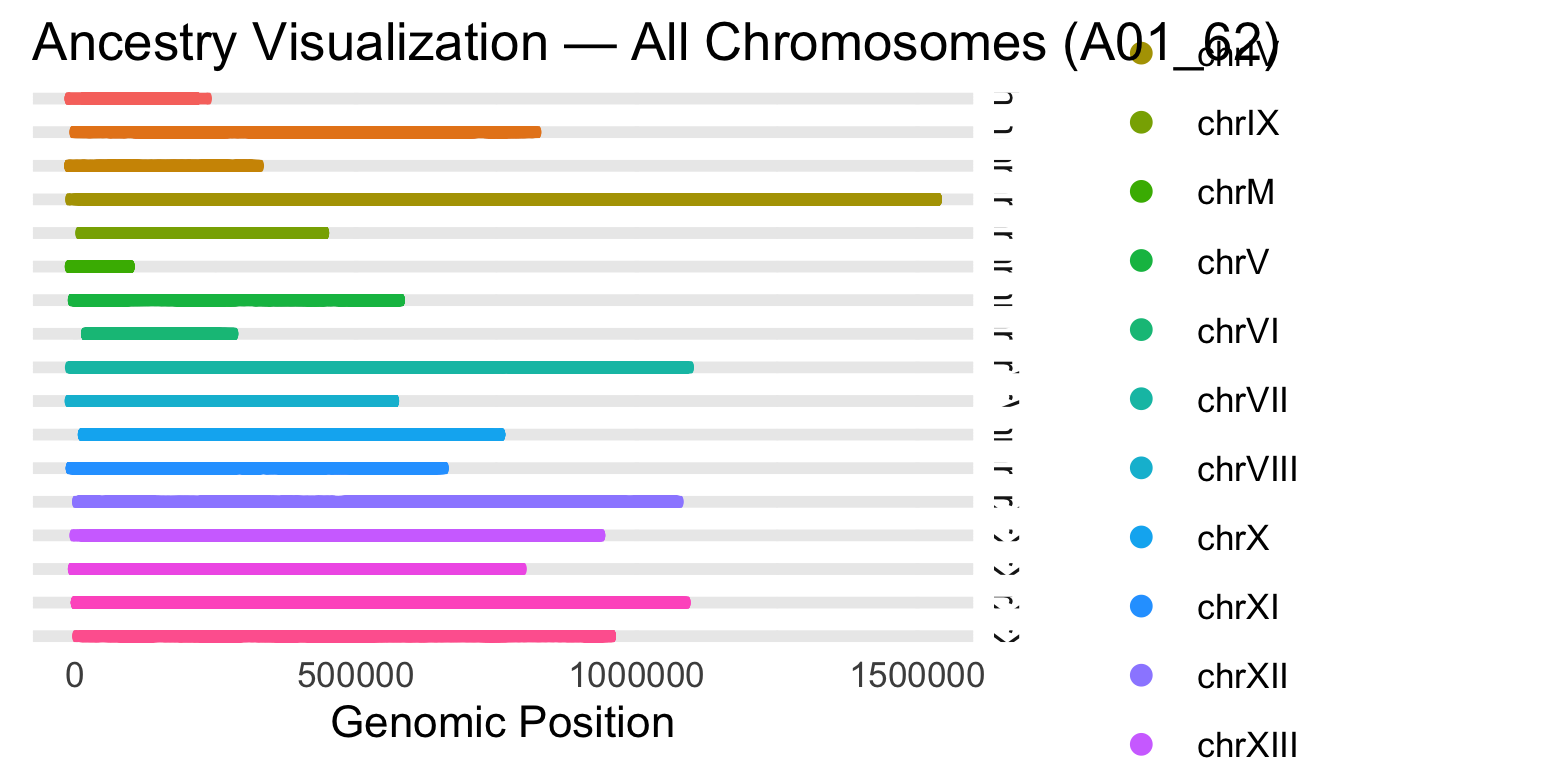 Ancestry Visualization — All Chromosomes (A01_62)
chrIV
chrIX
chrM
chrV
chrVI
chrVII
chrVIII
chrX
chrXI
chrXII
chrXIII
0 500000 1000000 1500000
Genomic Position